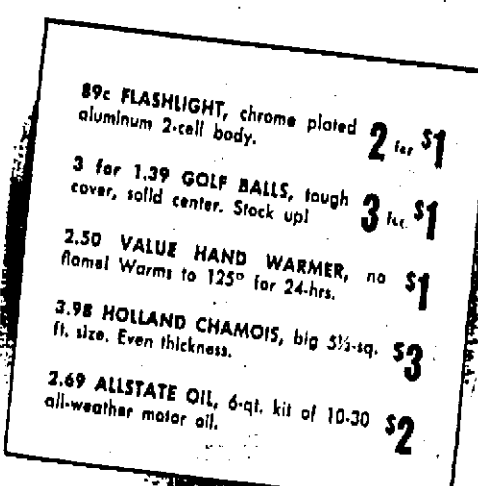 89c FLASHLIGHT, chrome plated
aluminum 2-cell body. 2 for $1
3 for 1.39 GOLF BALLS, tough
cover, solid center. Stock up! 3 for $1
2.50 VALUE HAND WARMER, no
flame! Warms to 125° for 24-hrs. $1
3.98 HOLLAND CHAMOIS, big 5½-sq.
ft. size. Even thickness. $3
2.69 ALLSTATE OIL, 6-qt. kit of 10-30
all-weather motor oil. $2